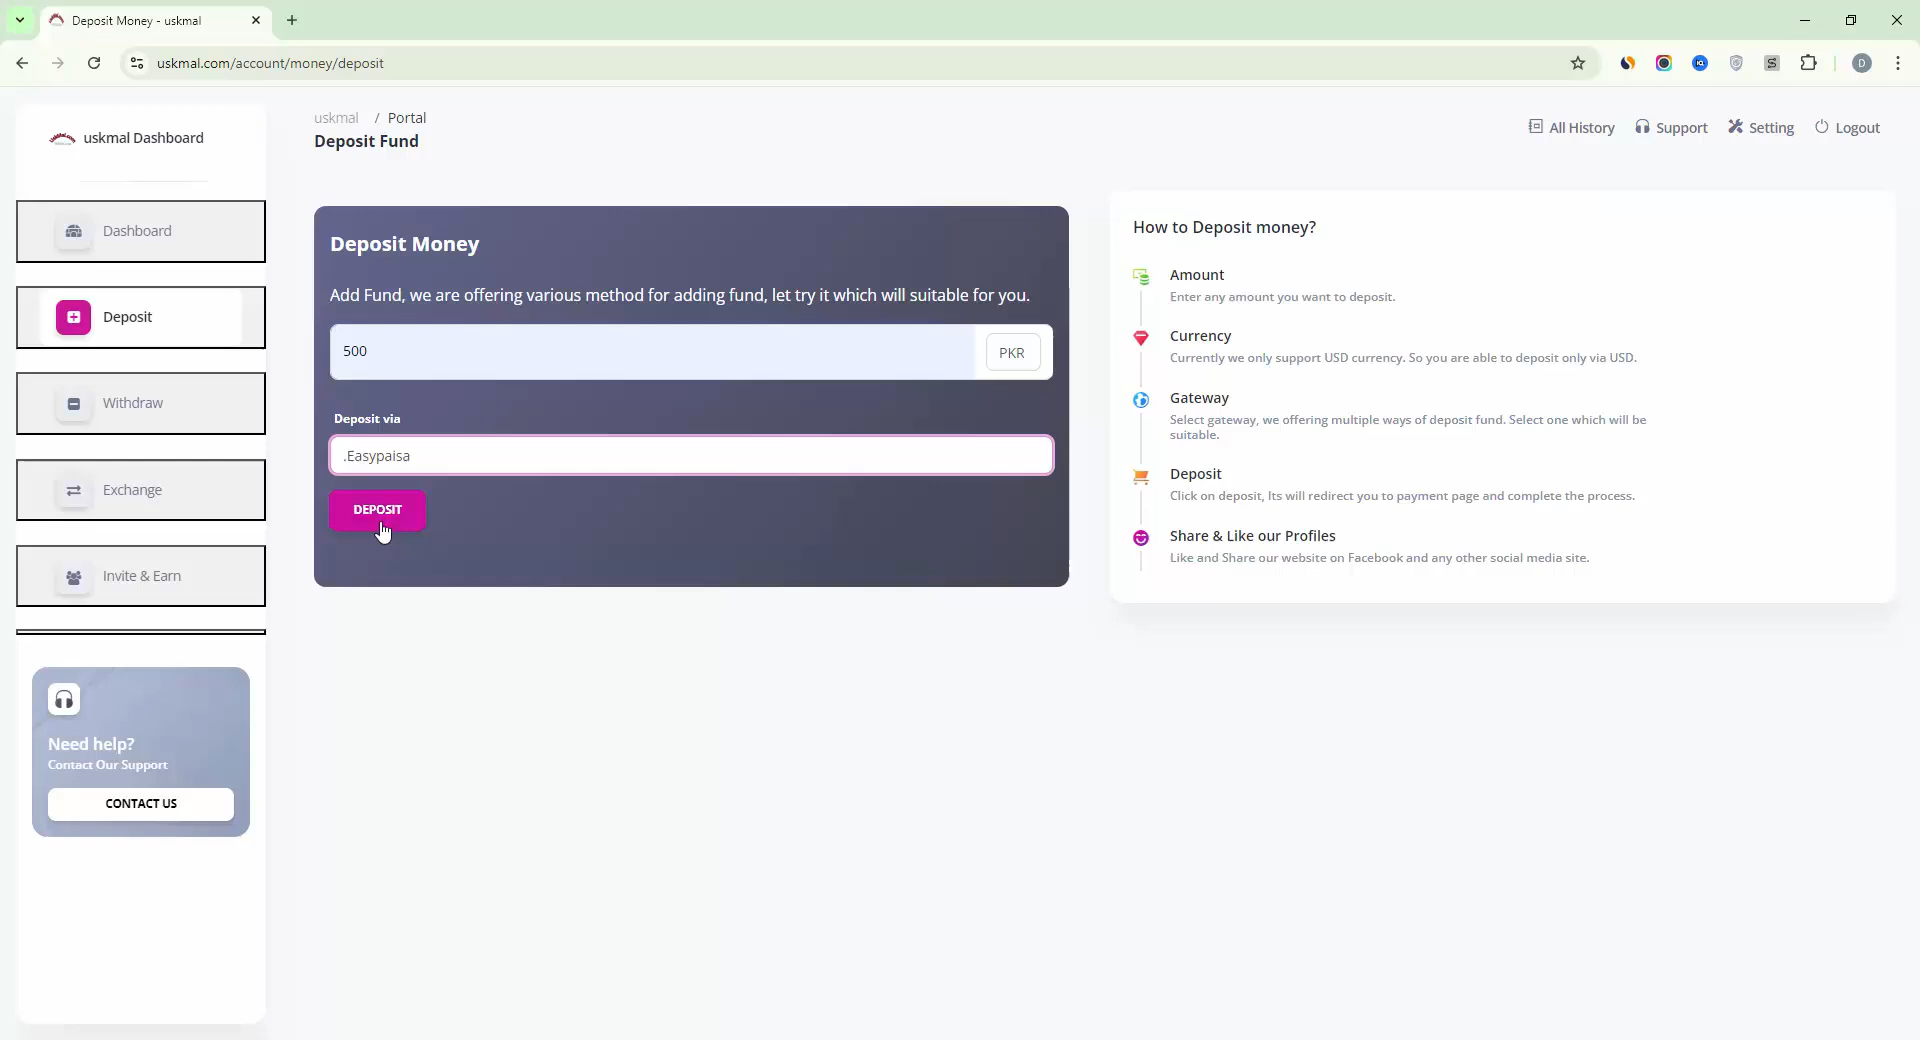 Deposit Money - uskmal
uskmal.com/account/money/deposit
D
uskmal Dashboard
Dashboard
Deposit
Withdraw
Exchange
Invite & Earn
Need help?
Contact Our Support
CONTACT US
uskmal / Portal
Deposit Fund
All History
Support
Setting
Logout
Deposit Money
Add Fund, we are offering various method for adding fund, let try it which will suitable for you.
500
PKR
Deposit via
.Easypaisa
DEPOSIT
How to Deposit money?
Amount
Enter any amount you want to deposit.
Currency
Currently we only support USD currency. So you are able to deposit only via USD.
Gateway
Select gateway, we offering multiple ways of deposit fund. Select one which will be
suitable.
Deposit
Click on deposit, Its will redirect you to payment page and complete the process.
Share & Like our Profiles
Like and Share our website on Facebook and any other social media site.